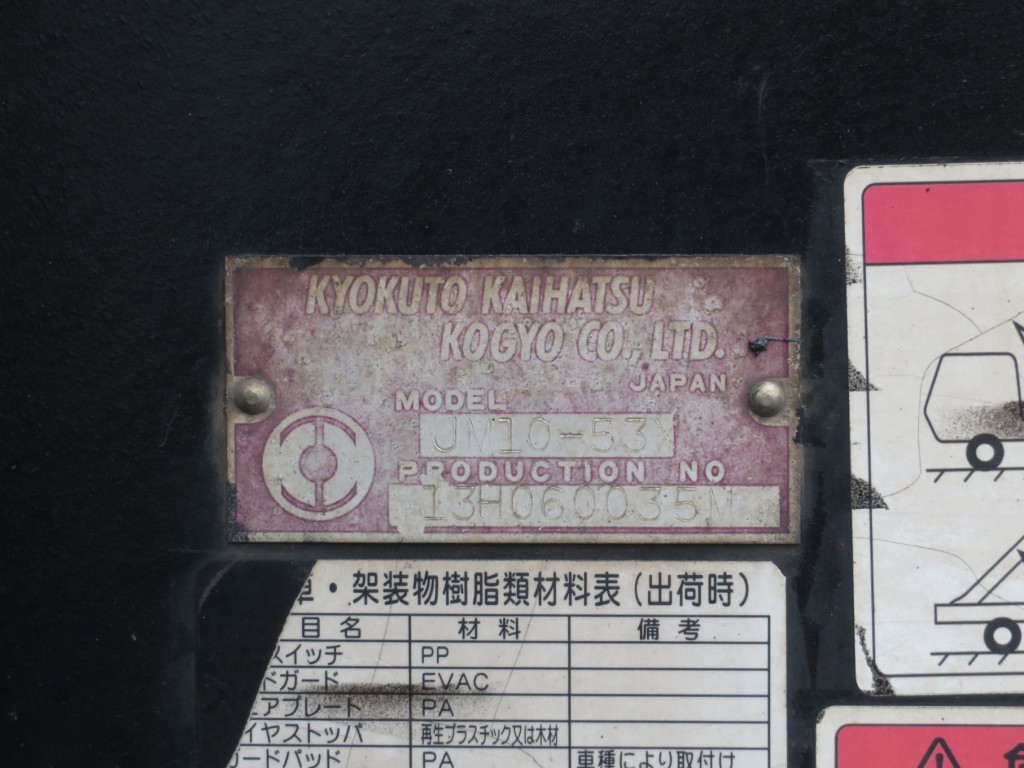 KYOKUTO KAIHATSU
KOGYO CO., LTD.
JAPAN
MODEL
JM10-53X
PRODUCTION NO
13H060035M
・架装物樹脂類材料表(出荷時)
目名 材料 備考
スイッチ PP
ドガード EVAC
ェアプレート PA
イヤストッパ 再生プラスチック又は木材
ガードパッド PA 車種により取付け